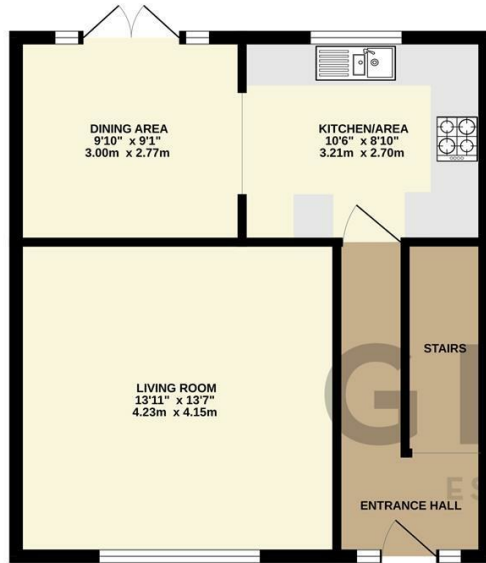 DINING AREA
9'10" x 9'1"
3.00m x 2.77m
KITCHEN/AREA
10'6" x 8'10"
3.21m x 2.70m
STAIRS
LIVING ROOM
13'11" x 13'7"
4.23m x 4.15m
ENTRANCE HALL